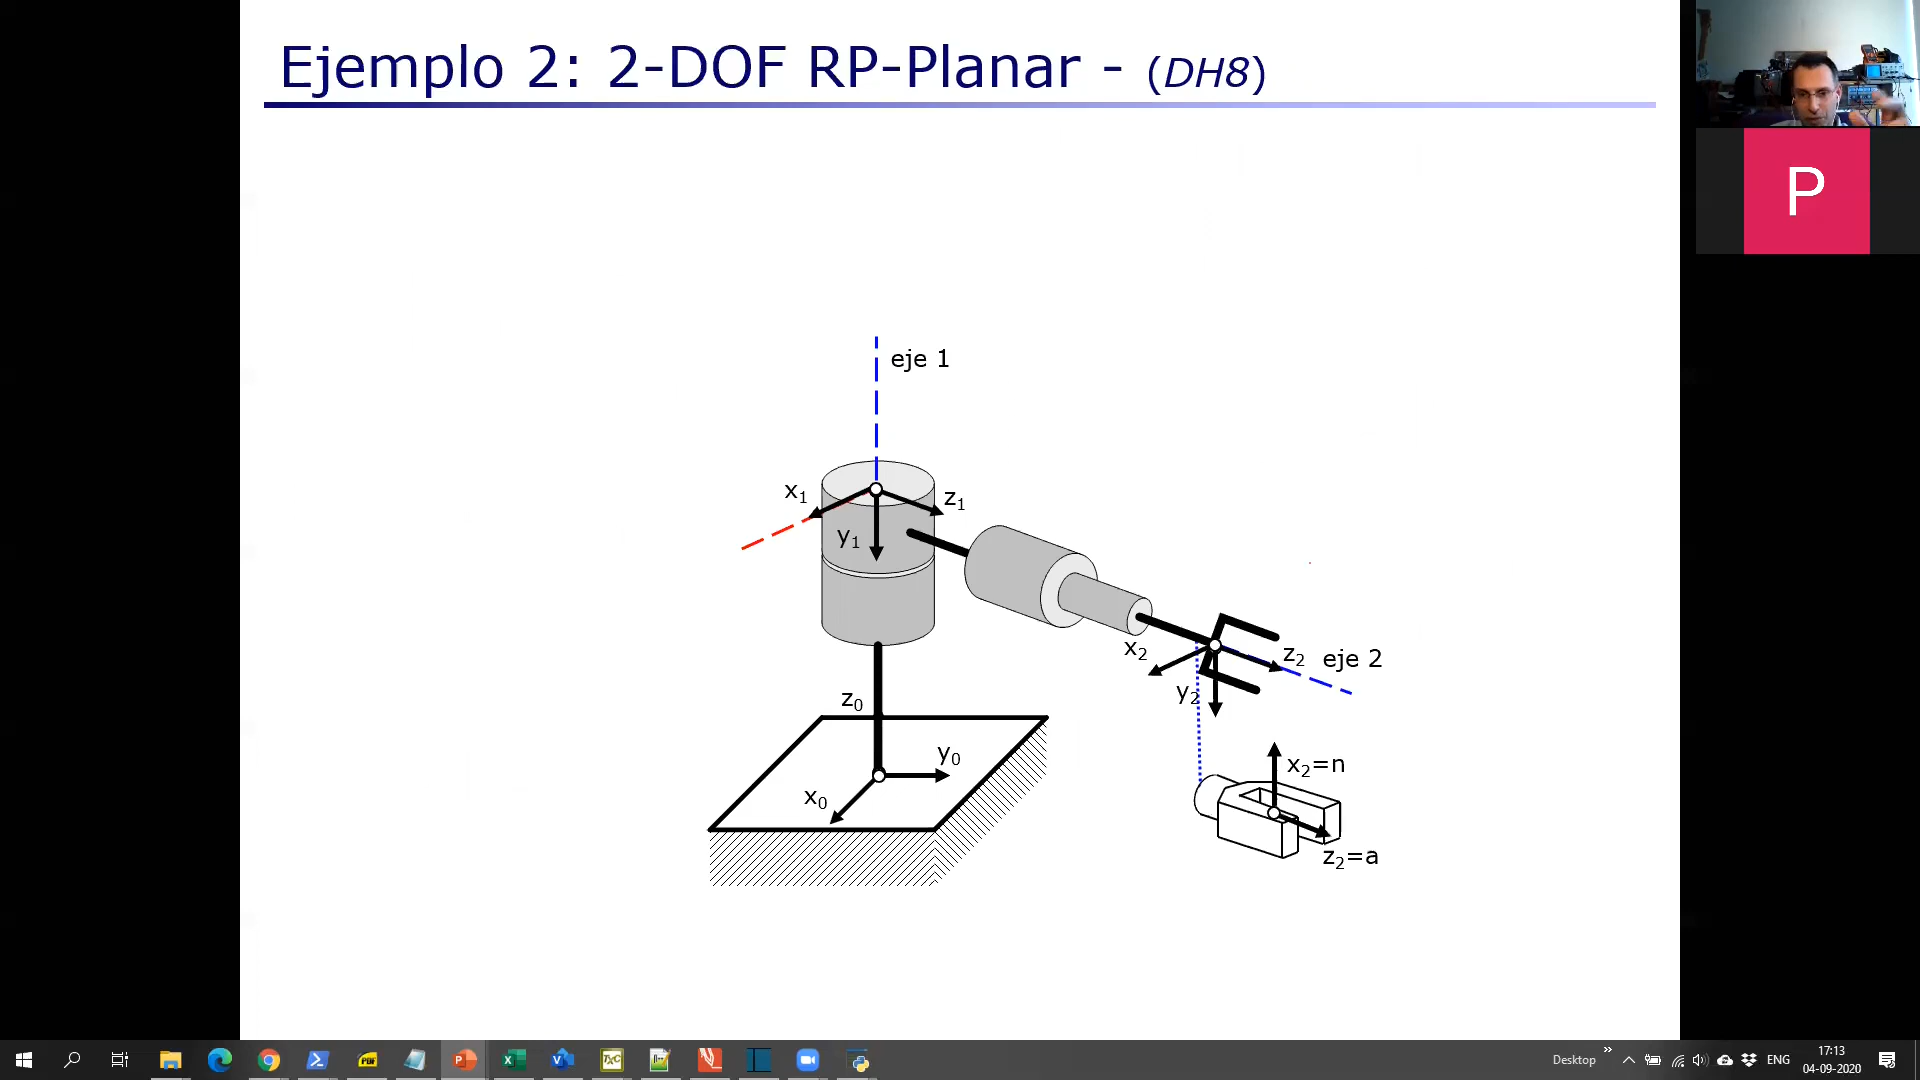 Ejemplo 2: 2-DOF RP-Planar - (DH8)
P
eje 1
x₁
z₁
y₁
x₂
z₂
eje 2
y₂
z₀
y₀
x₀
x₂=n
z₂=a
Desktop
»
ENG
17:13
04-09-2020